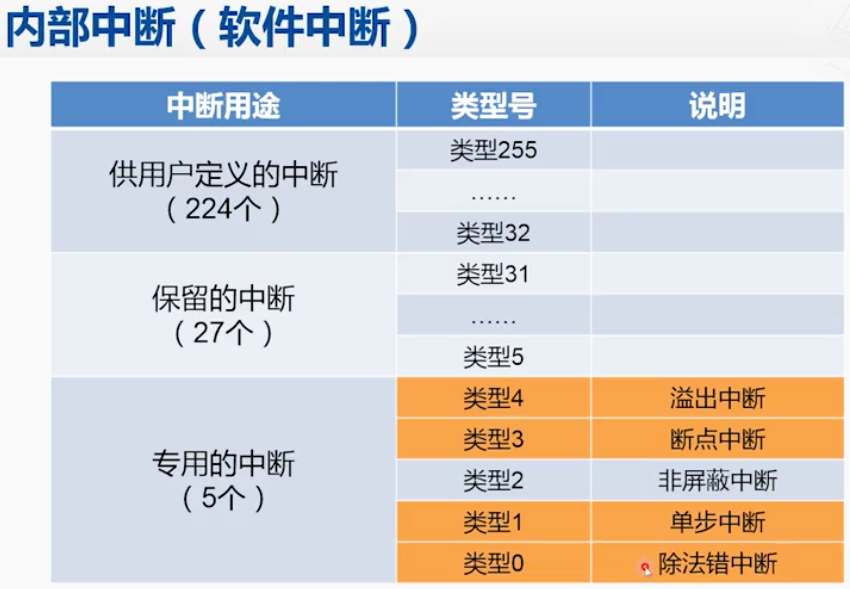 内部中断（软件中断）
中断用途 类型号 说明
供用户定义的中断
（224个）
类型255
……
类型32
保留的中断
（27个）
类型31
……
类型5
专用的中断
（5个）
类型4 溢出中断
类型3 断点中断
类型2 非屏蔽中断
类型1 单步中断
类型0 除法错中断